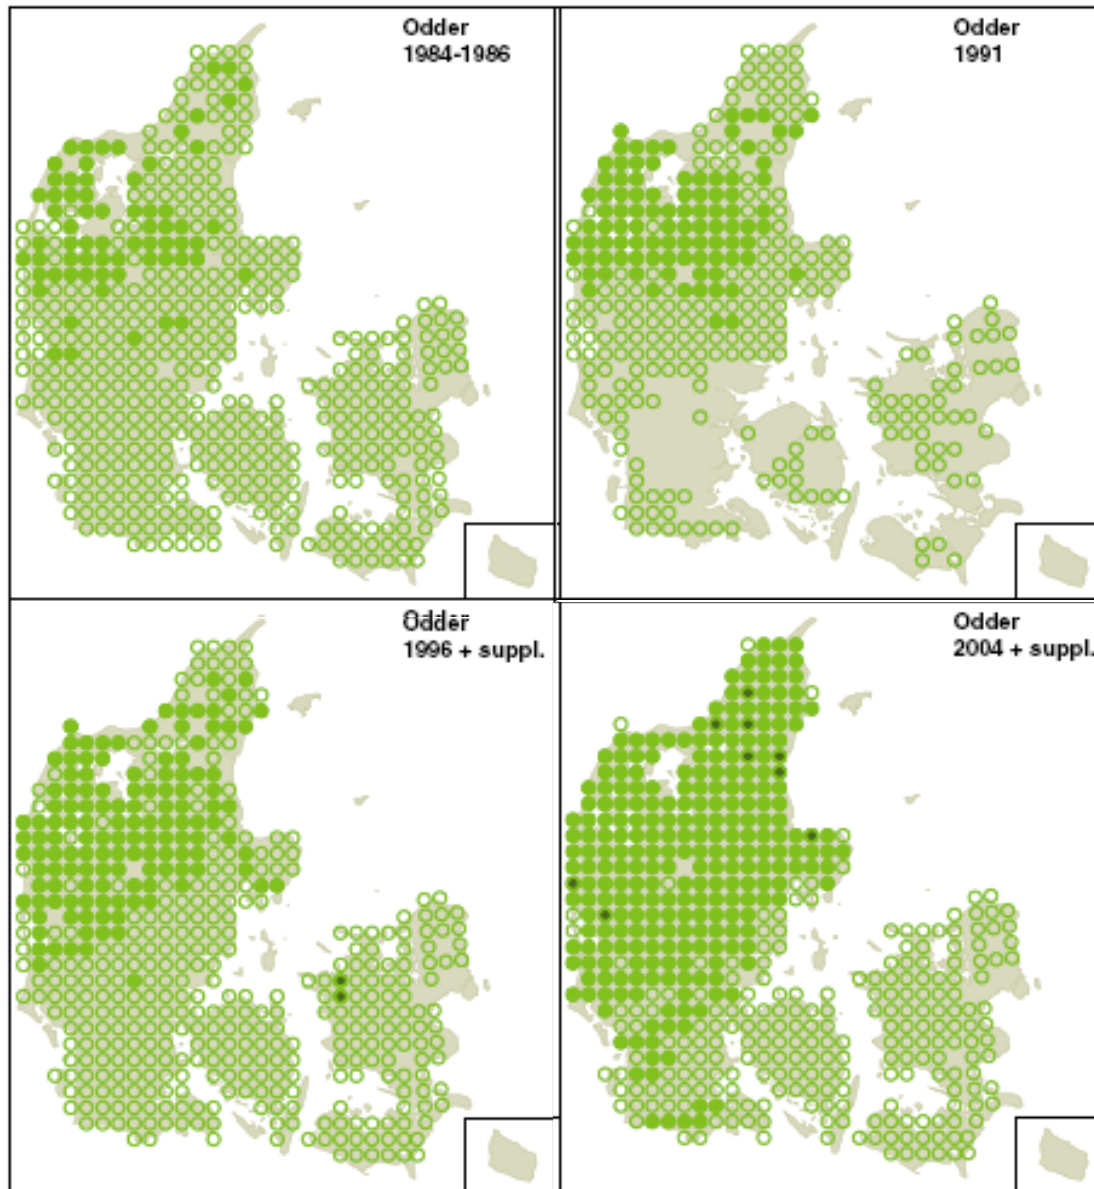 Odder
1984-1986
Odder
1991
Odder
1996 + suppl.
Odder
2004 + suppl.